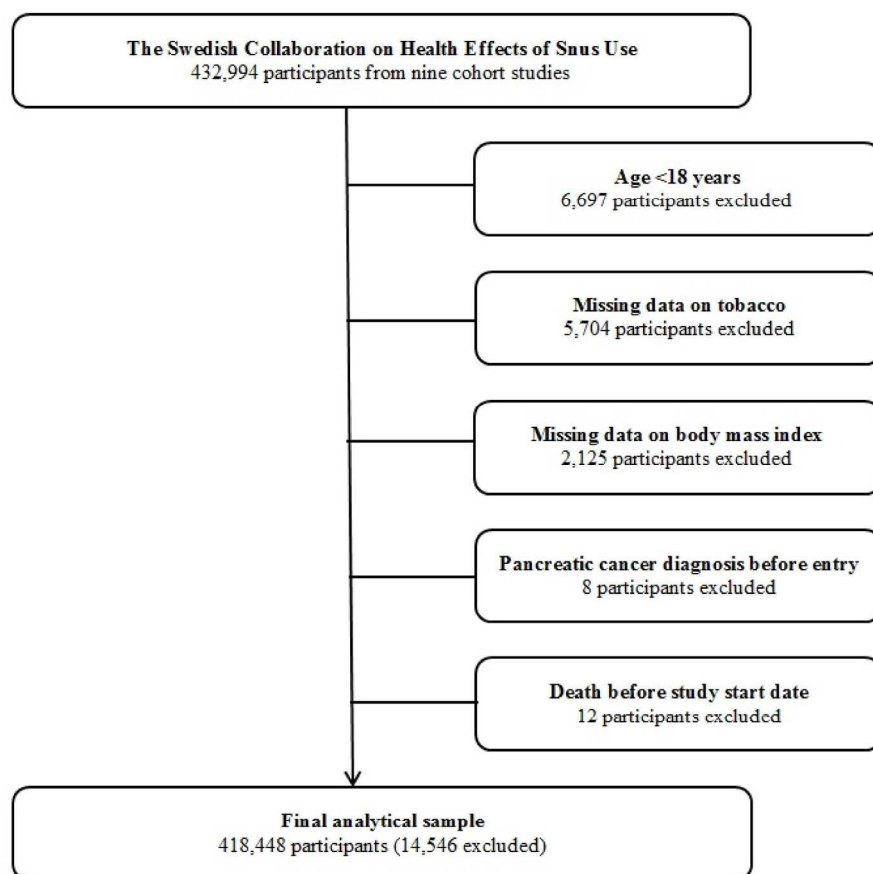 The Swedish Collaboration on Health Effects of Snus Use
432,994 participants from nine cohort studies
Age <18 years
6,697 participants excluded
Missing data on tobacco
5,704 participants excluded
Missing data on body mass index
2,125 participants excluded
Pancreatic cancer diagnosis before entry
8 participants excluded
Death before study start date
12 participants excluded
Final analytical sample
418,448 participants (14,546 excluded)